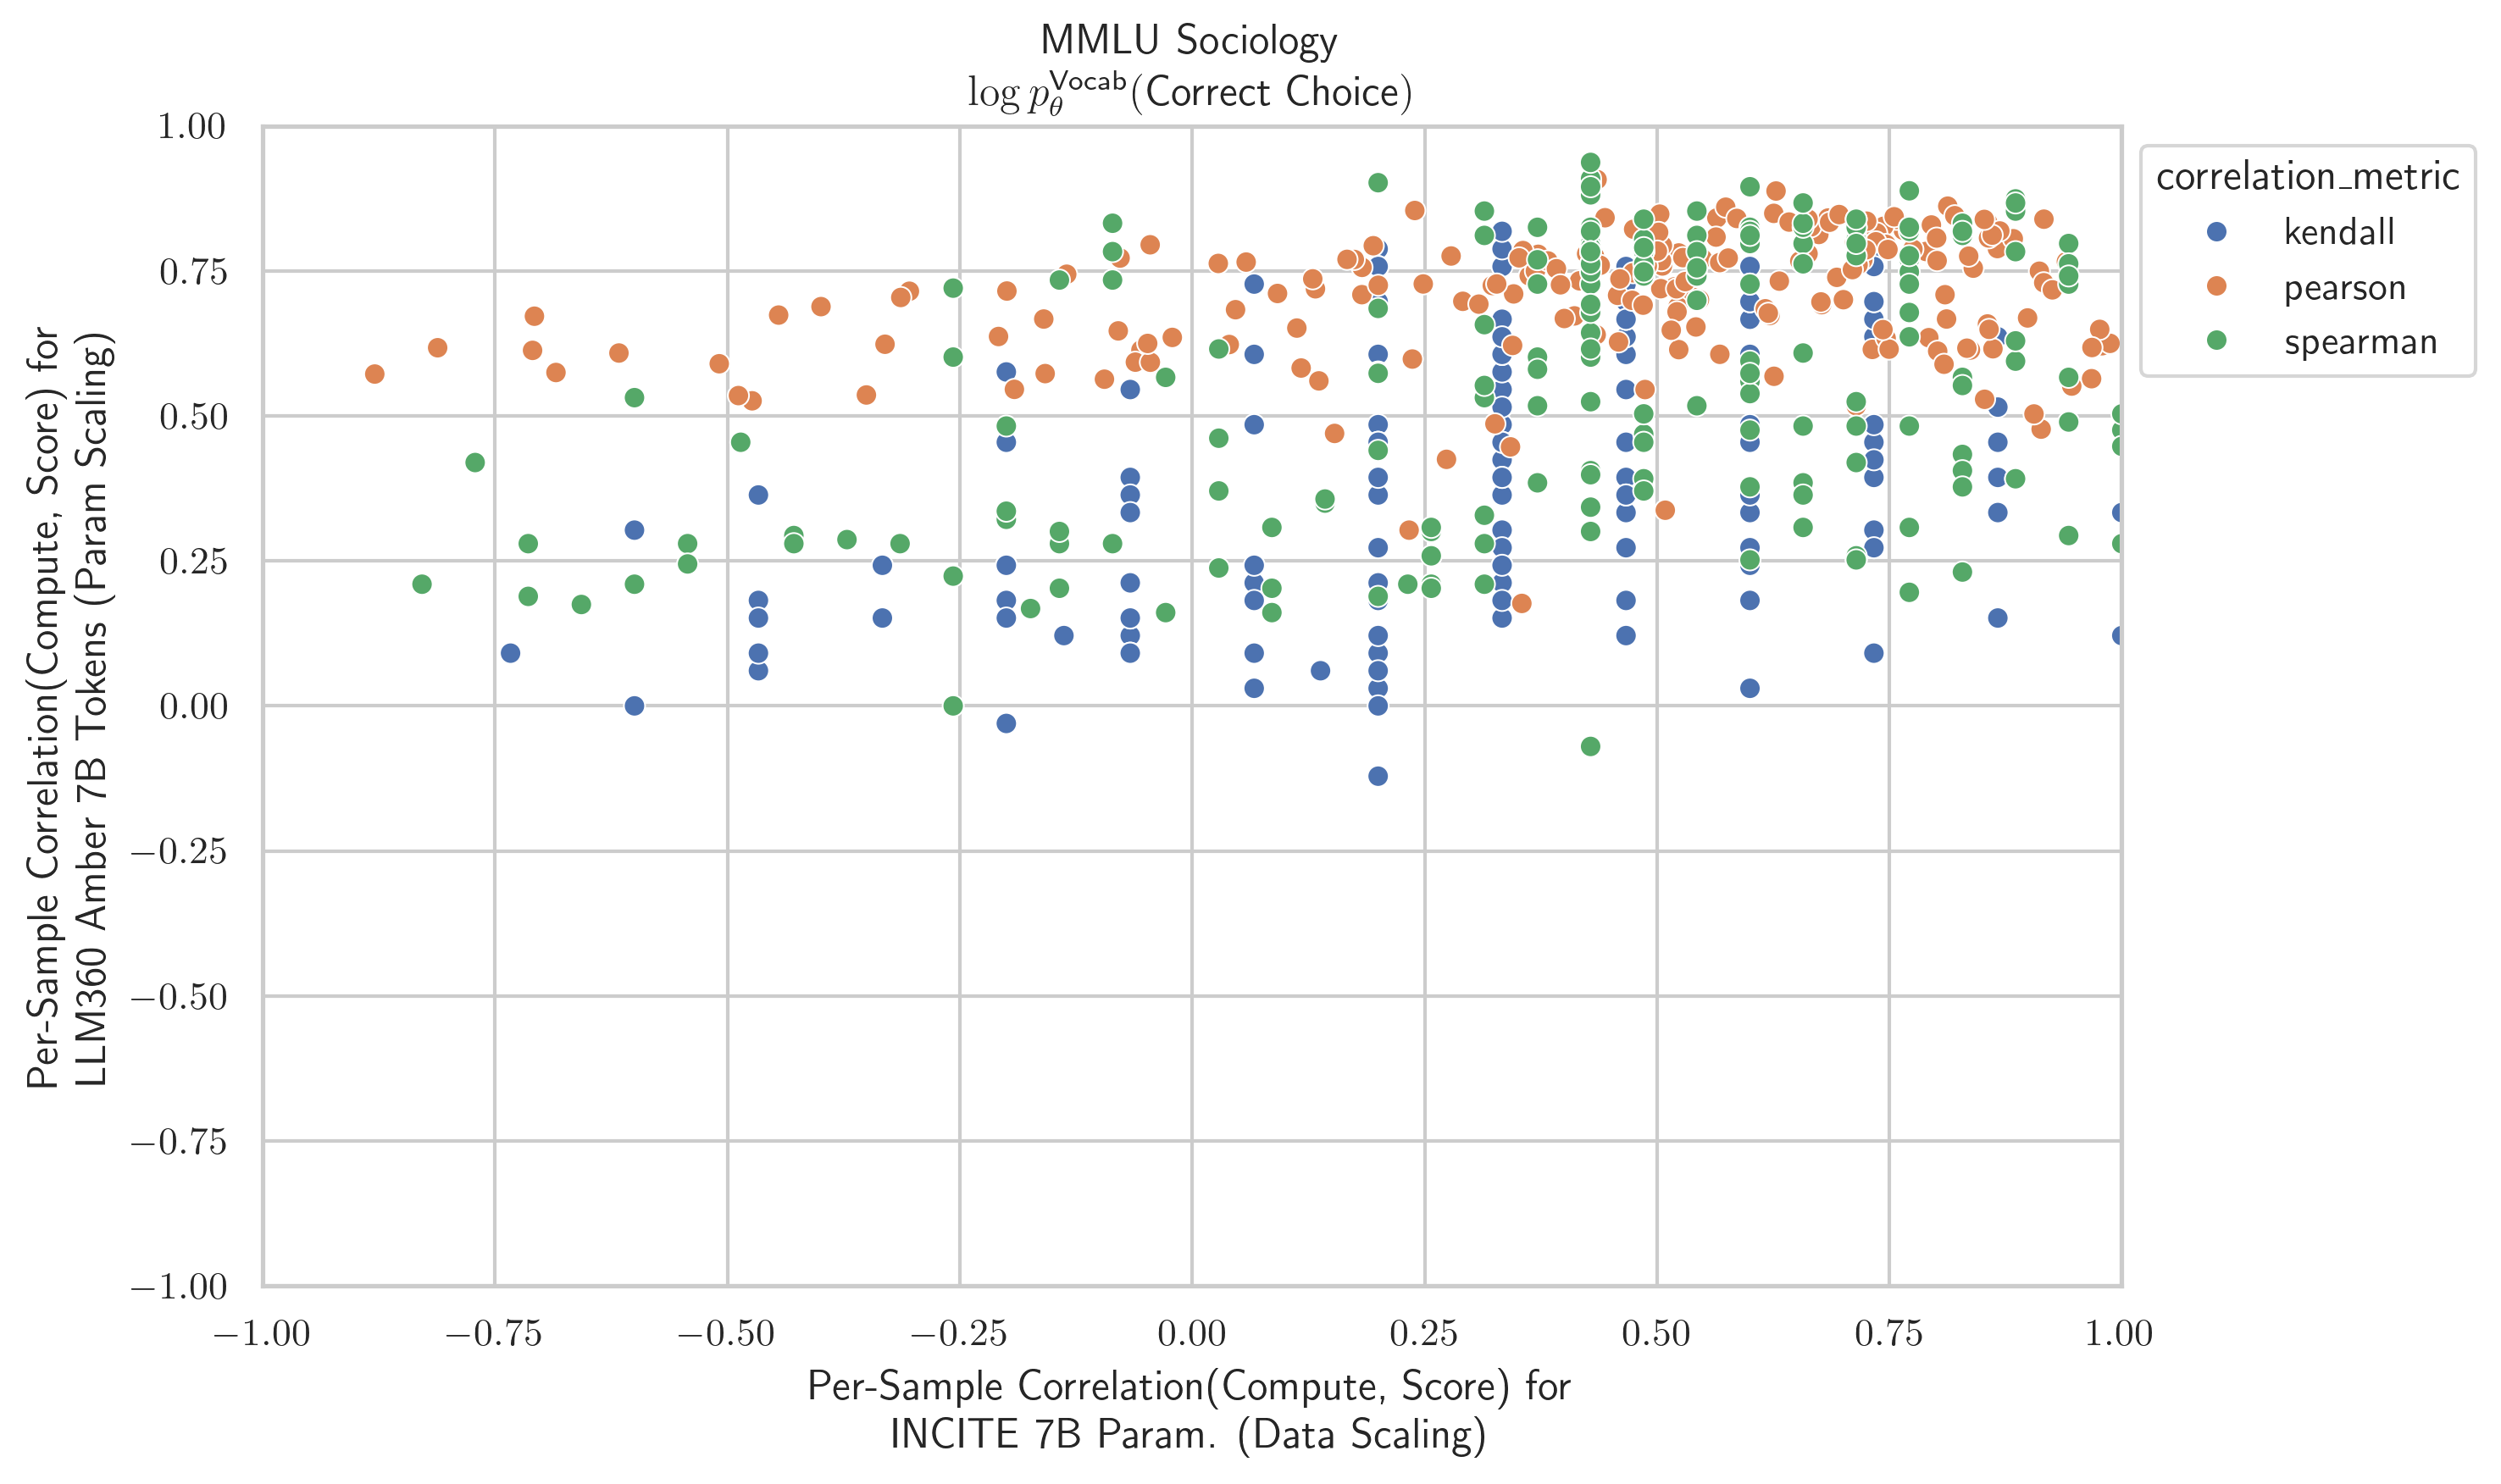 MMLU Sociology
log p_θ^Vocab(Correct Choice)
1.00
0.75
0.50
0.25
0.00
−0.25
−0.50
−0.75
−1.00
−1.00 −0.75 −0.50 −0.25 0.00 0.25 0.50 0.75 1.00
Per-Sample Correlation(Compute, Score) for
LLM360 Amber 7B Tokens (Param Scaling)
Per-Sample Correlation(Compute, Score) for
INCITE 7B Param. (Data Scaling)
correlation_metric
kendall
pearson
spearman